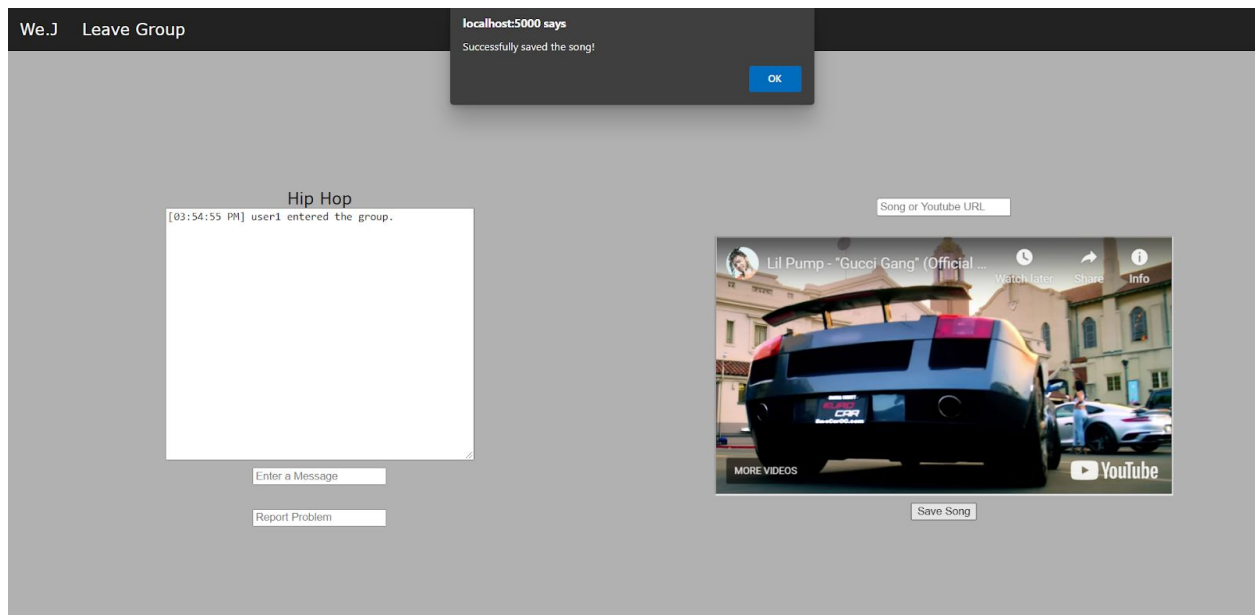 We.J Leave Group
localhost:5000 says
Successfully saved the song!
OK
Hip Hop
[03:54:55 PM] user1 entered the group.
Enter a Message
Report Problem
Song or Youtube URL
Lil Pump - "Gucci Gang" (Official ...
Watch later Share Info
EURO
CAR
MORE VIDEOS
YouTube
Save Song